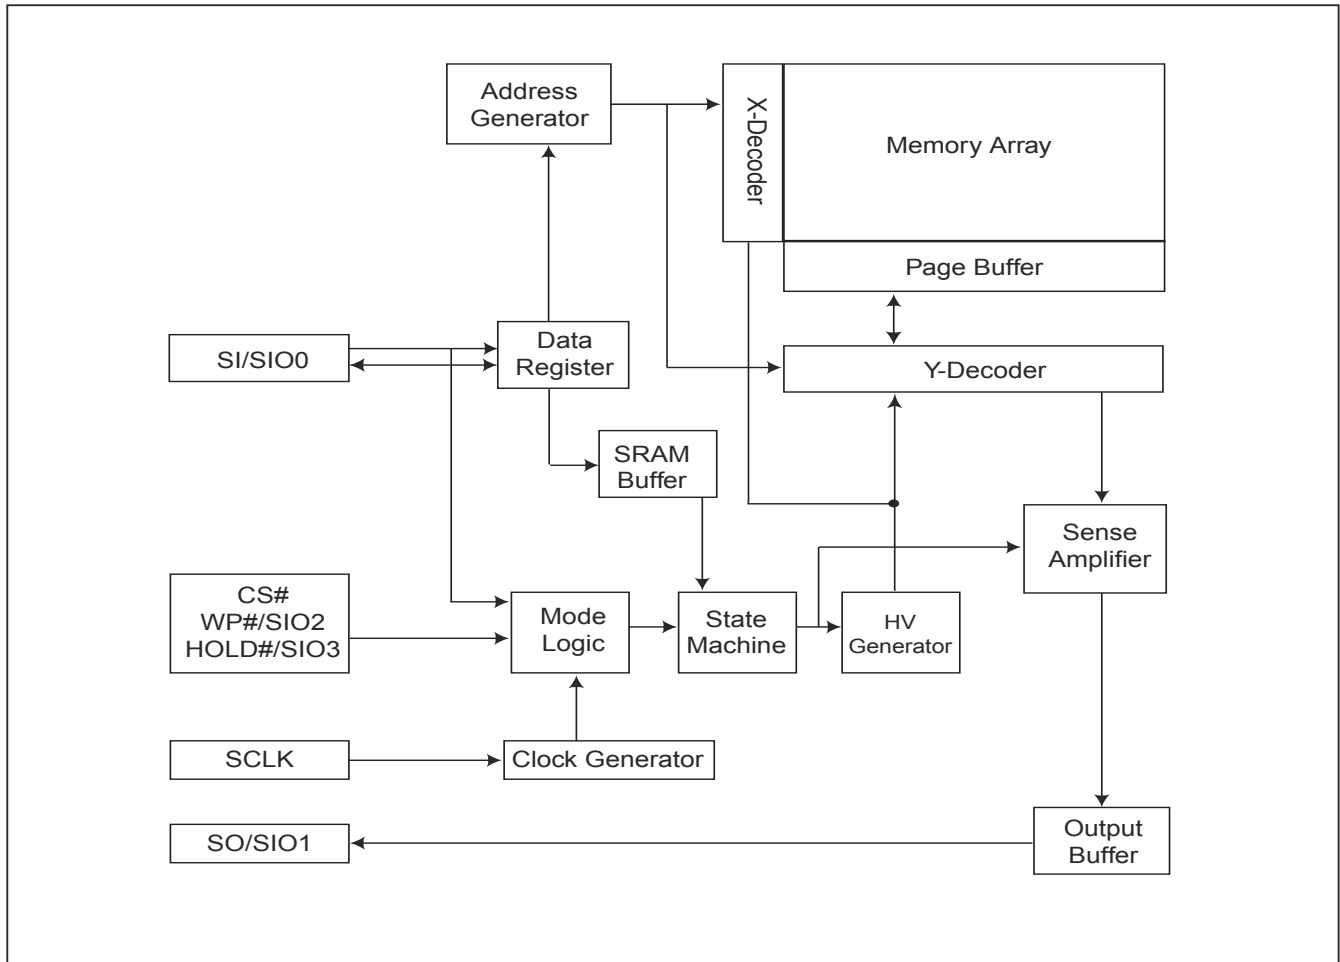 Address
Generator
X-Decoder
Memory Array
Page Buffer
SI/SIO0
Data
Register
Y-Decoder
SRAM
Buffer
Sense
Amplifier
CS#
WP#/SIO2
HOLD#/SIO3
Mode
Logic
State
Machine
HV
Generator
SCLK
Clock Generator
SO/SIO1
Output
Buffer